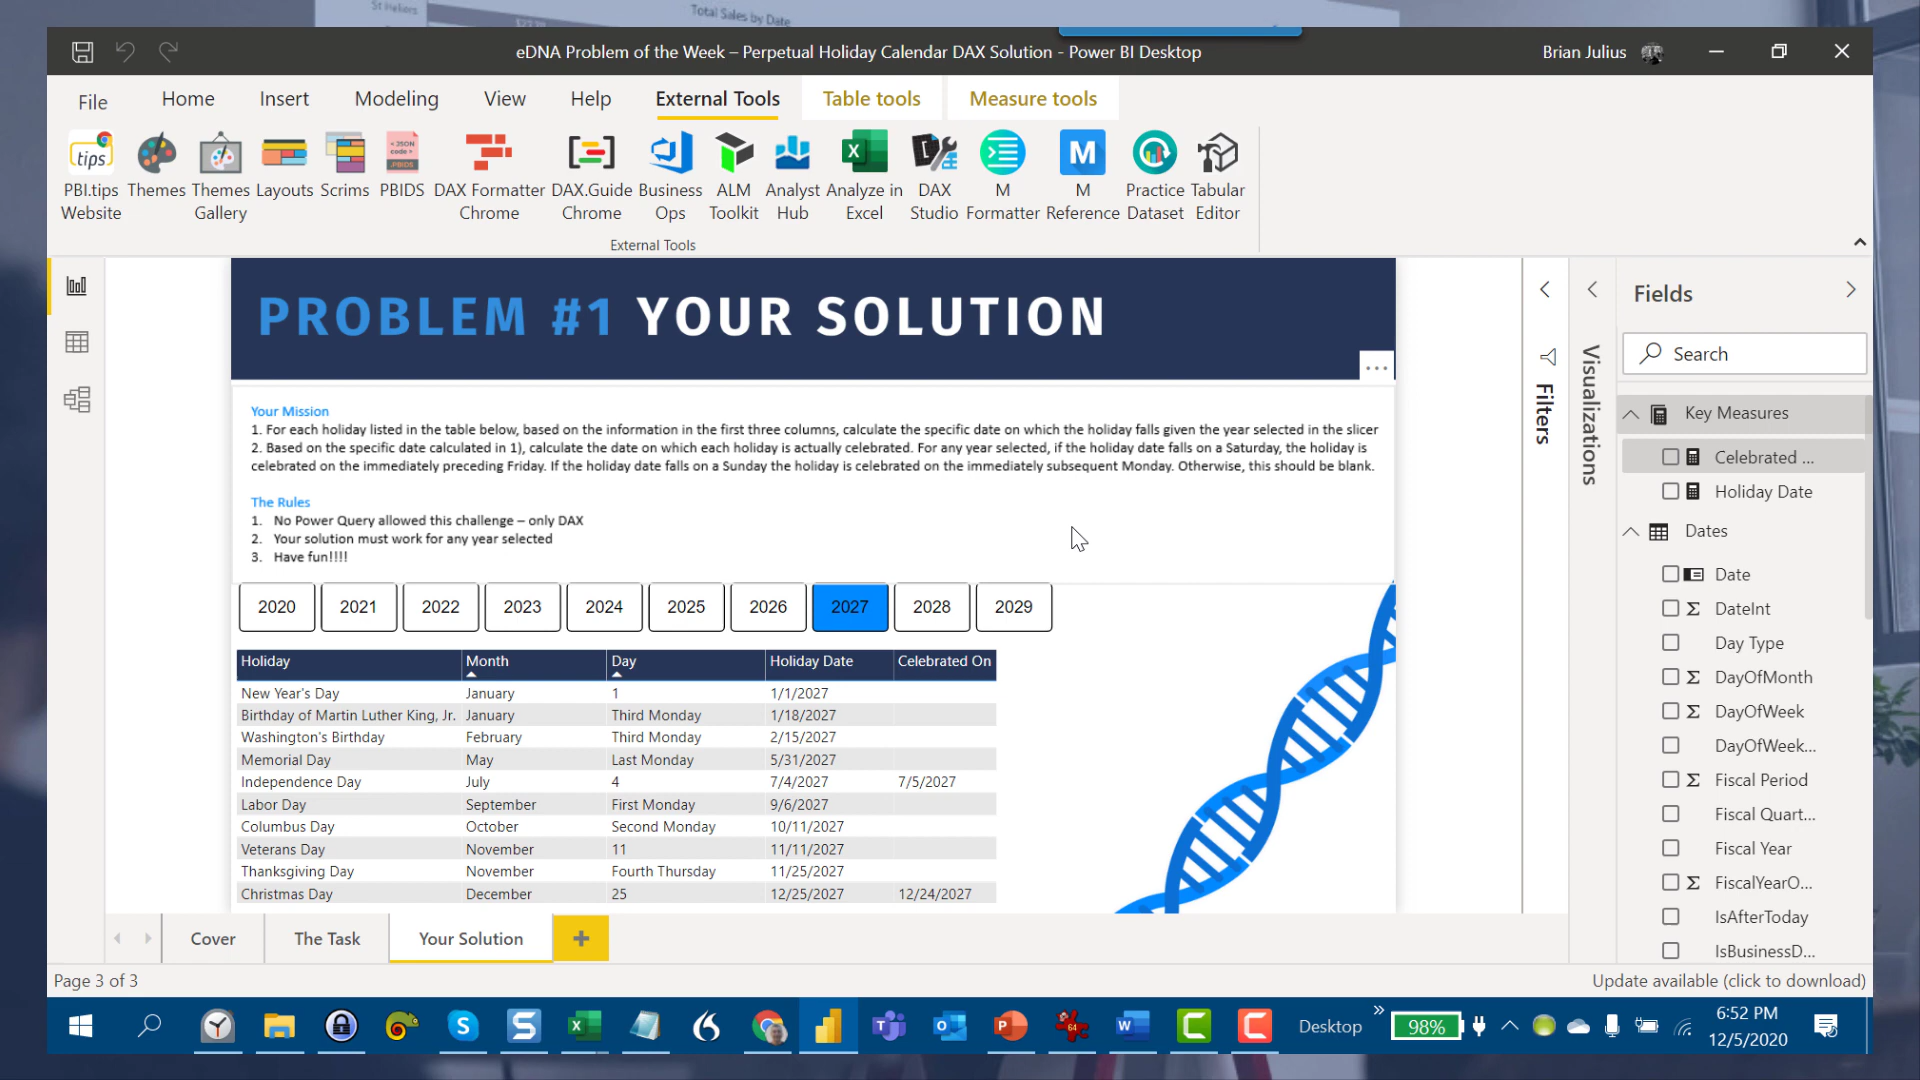 St Heliers
Total Sales by Date
eDNA Problem of the Week – Perpetual Holiday Calendar DAX Solution - Power BI Desktop
Brian Julius
File Home Insert Modeling View Help External Tools Table tools Measure tools
tips
<JSON code>
.PBIDS
PBI.tips Website
Themes
Themes Gallery
Layouts
Scrims
PBIDS
DAX Formatter Chrome
DAX.Guide Chrome
Business Ops
ALM Toolkit
Analyst Hub
Analyze in Excel
DAX Studio
M Formatter
M
M Reference
Practice Dataset
Tabular Editor
External Tools
PROBLEM #1 YOUR SOLUTION
...
Your Mission
1. For each holiday listed in the table below, based on the information in the first three columns, calculate the specific date on which the holiday falls given the year selected in the slicer
2. Based on the specific date calculated in 1), calculate the date on which each holiday is actually celebrated. For any year selected, if the holiday date falls on a Saturday, the holiday is
celebrated on the immediately preceding Friday. If the holiday date falls on a Sunday the holiday is celebrated on the immediately subsequent Monday. Otherwise, this should be blank.
The Rules
1. No Power Query allowed this challenge – only DAX
2. Your solution must work for any year selected
3. Have fun!!!!
2020 2021 2022 2023 2024 2025 2026 2027 2028 2029
Holiday Month Day Holiday Date Celebrated On
New Year's Day January 1 1/1/2027
Birthday of Martin Luther King, Jr. January Third Monday 1/18/2027
Washington's Birthday February Third Monday 2/15/2027
Memorial Day May Last Monday 5/31/2027
Independence Day July 4 7/4/2027 7/5/2027
Labor Day September First Monday 9/6/2027
Columbus Day October Second Monday 10/11/2027
Veterans Day November 11 11/11/2027
Thanksgiving Day November Fourth Thursday 11/25/2027
Christmas Day December 25 12/25/2027 12/24/2027
Filters
Visualizations
Fields
Search
Key Measures
Celebrated ...
Holiday Date
Dates
Date
DateInt
Day Type
DayOfMonth
DayOfWeek
DayOfWeek...
Fiscal Period
Fiscal Quart...
Fiscal Year
FiscalYearO...
IsAfterToday
IsBusinessD...
Cover The Task Your Solution +
Page 3 of 3
Update available (click to download)
Desktop
98%
6:52 PM
12/5/2020